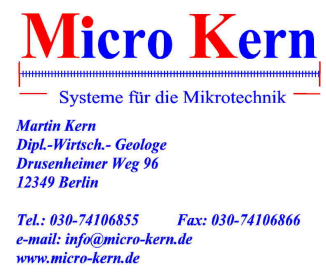 Micro Kern
Systeme für die Mikrotechnik
Martin Kern
Dipl.-Wirtsch.- Geologe
Drusenheimer Weg 96
12349 Berlin
Tel.: 030-74106855 Fax: 030-74106866
e-mail: info@micro-kern.de
www.micro-kern.de